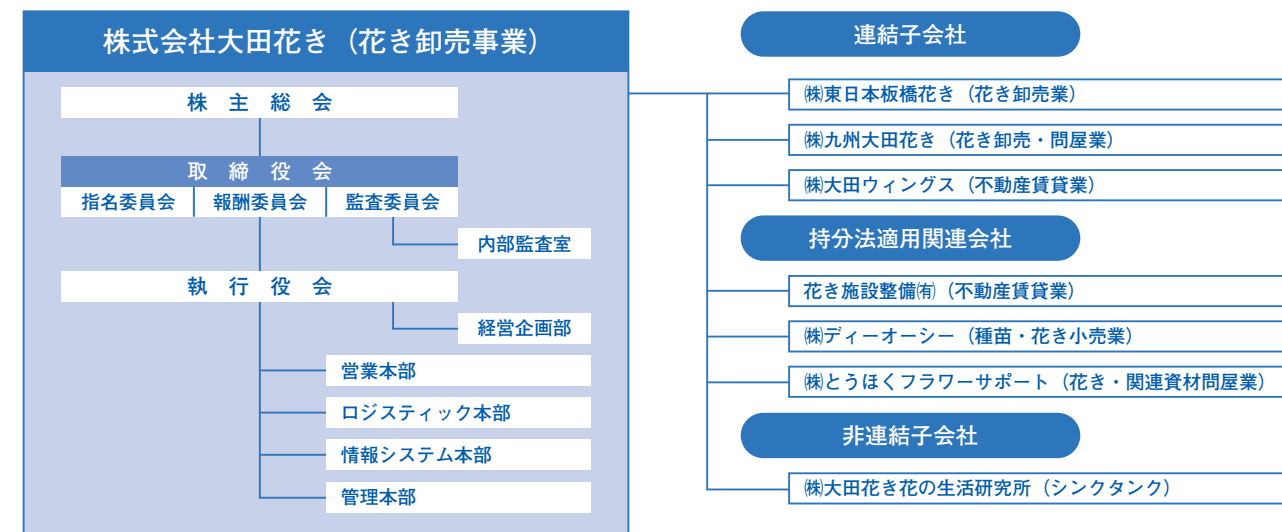 株式会社大田花き（花き卸売事業）
株主総会
取締役会
指名委員会 報酬委員会 監査委員会
内部監査室
執行役会
経営企画部
営業本部
ロジスティック本部
情報システム本部
管理本部
連結子会社
㈱東日本板橋花き（花き卸売業）
㈱九州大田花き（花き卸売・問屋業）
㈱大田ウィングス（不動産賃貸業）
持分法適用関連会社
花き施設整備㈲（不動産賃貸業）
㈱ディーオーシー（種苗・花き小売業）
㈱とうほくフラワーサポート（花き・関連資材問屋業）
非連結子会社
㈱大田花き花の生活研究所（シンクタンク）